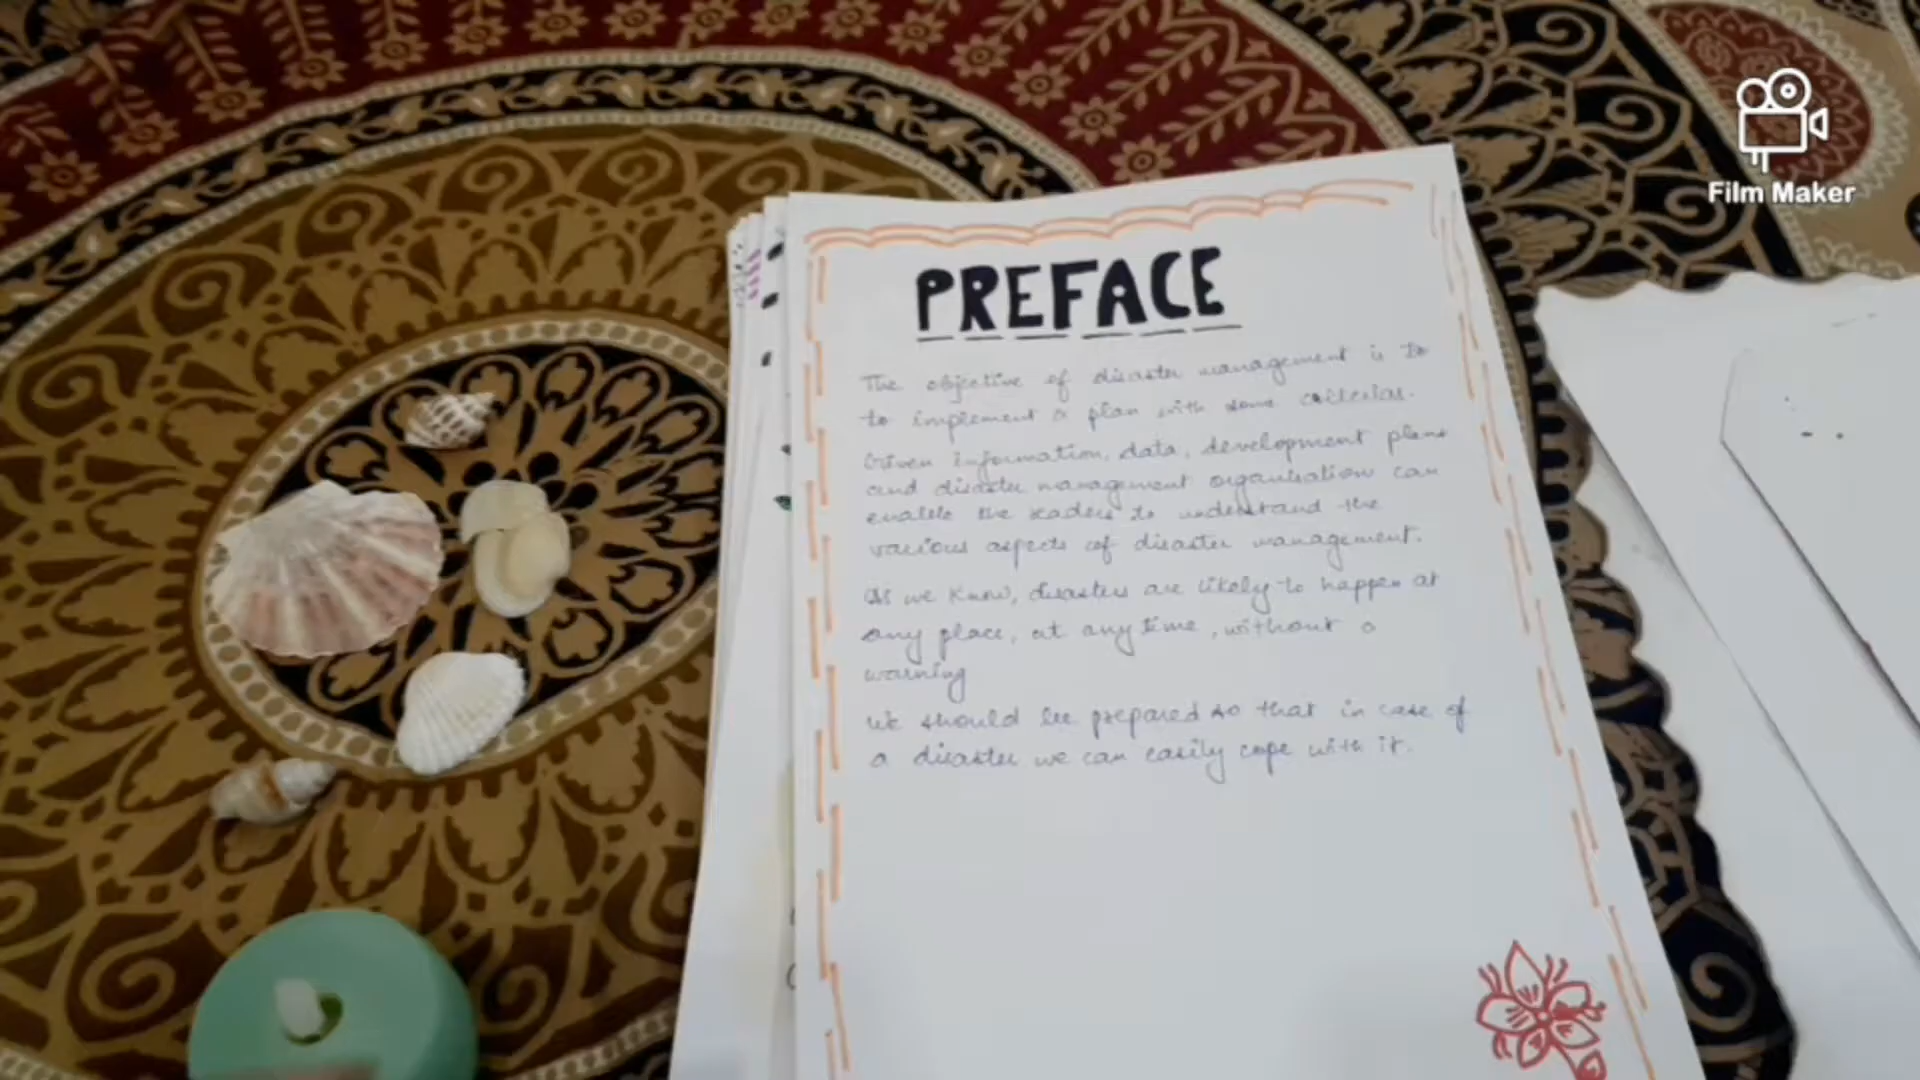 Film Maker
PREFACE
The objective of disaster management is to
to implement a plan with some criterias.
Given information, data, development plans
and disaster management organisation can
enable the readers to understand the
various aspects of disaster management.
As we know, disasters are likely to happen at
any place, at any time, without a
warning
We should be prepared so that in case of
a disaster we can easily cope with it.